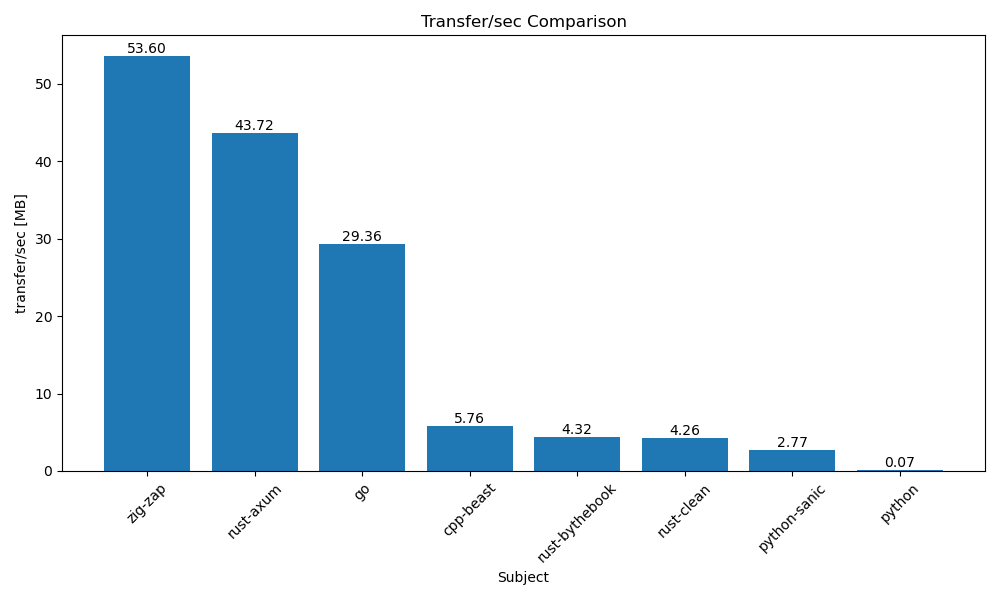 Transfer/sec Comparison
53.60
43.72
29.36
5.76
4.32
4.26
2.77
0.07
transfer/sec [MB]
50
40
30
20
10
0
zig-zap
rust-axum
go
cpp-beast
rust-bythebook
rust-clean
python-sanic
python
Subject